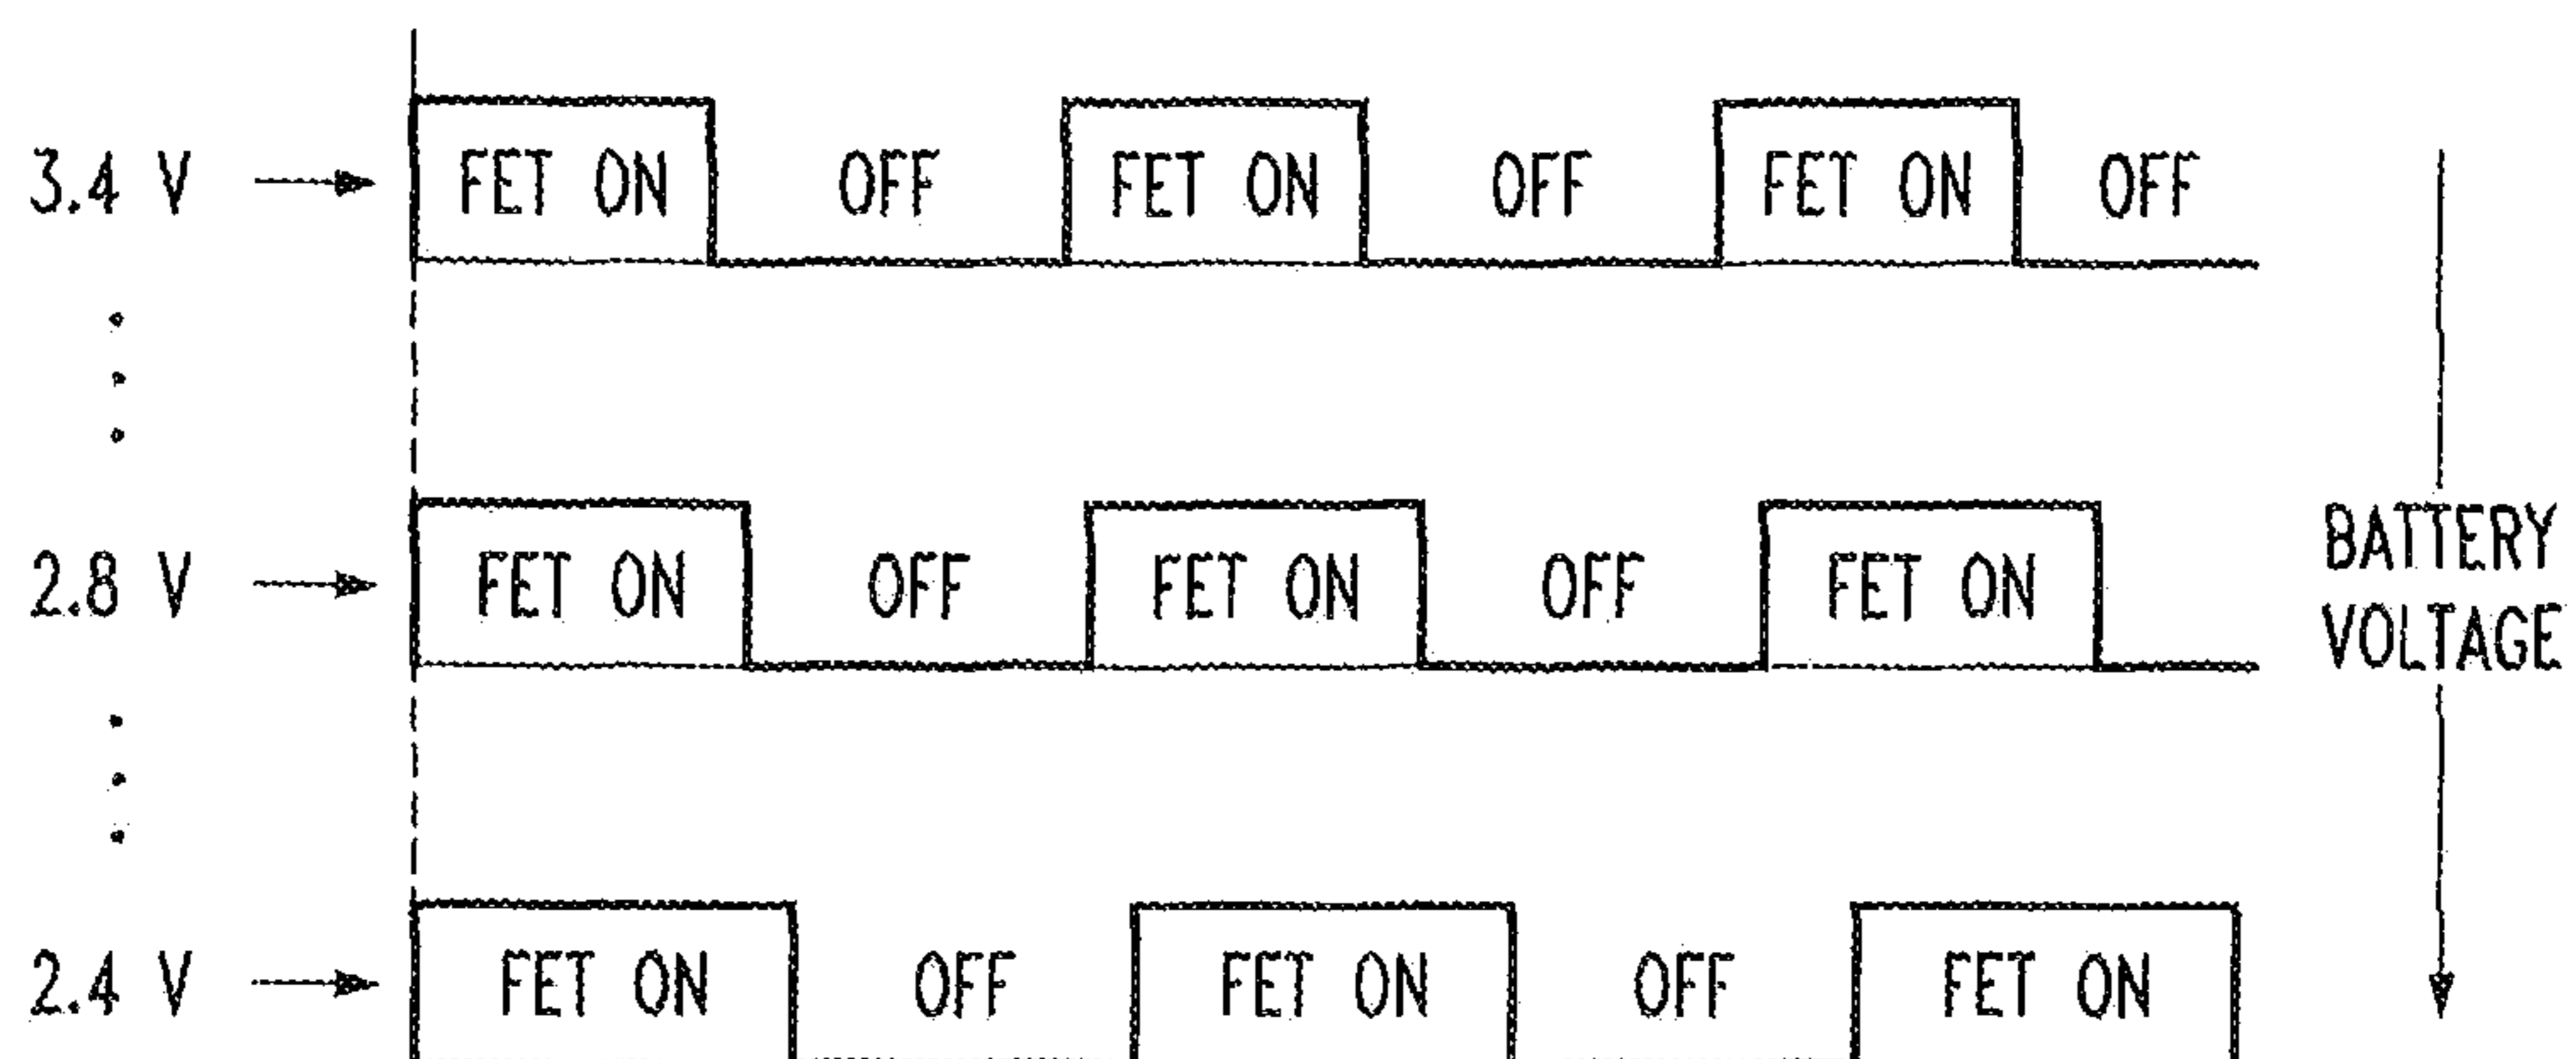 3.4 V FET ON OFF FET ON OFF FET ON OFF
2.8 V FET ON OFF FET ON OFF FET ON
BATTERY
VOLTAGE
2.4 V FET ON OFF FET ON OFF FET ON